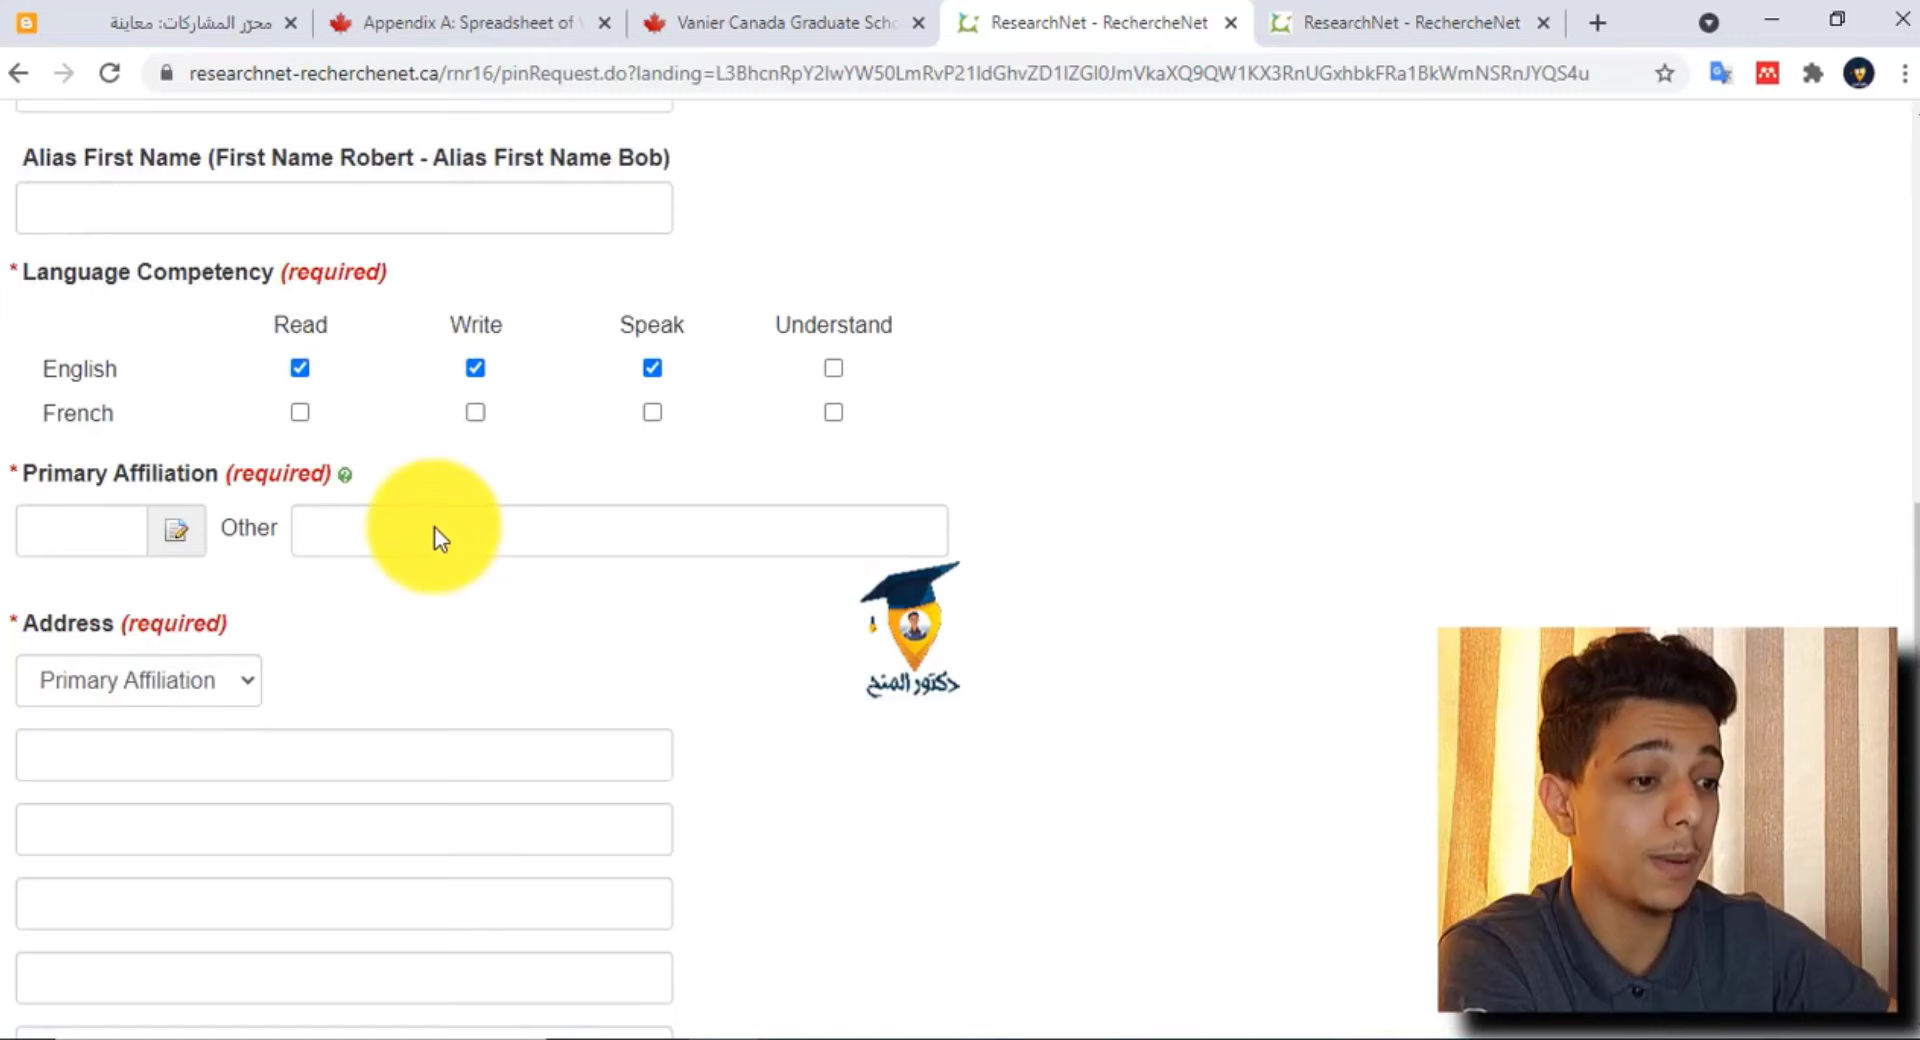 محرّر المشاركات: معاينة
Appendix A: Spreadsheet of
Vanier Canada Graduate Scho
ResearchNet - RechercheNet
ResearchNet - RechercheNet
researchnet-recherchenet.ca/rnr16/pinRequest.do?landing=L3BhcnRpY2lwYW50LmRvP21ldGhvZD1lZGl0JmVkaXQ9QW1KX3RnUGxhbkFRa1BkWmNSRnJYQS4u
Alias First Name (First Name Robert - Alias First Name Bob)
* Language Competency (required)
Read Write Speak Understand
English
French
* Primary Affiliation (required)
Other
* Address (required)
Primary Affiliation
دكتور المنح